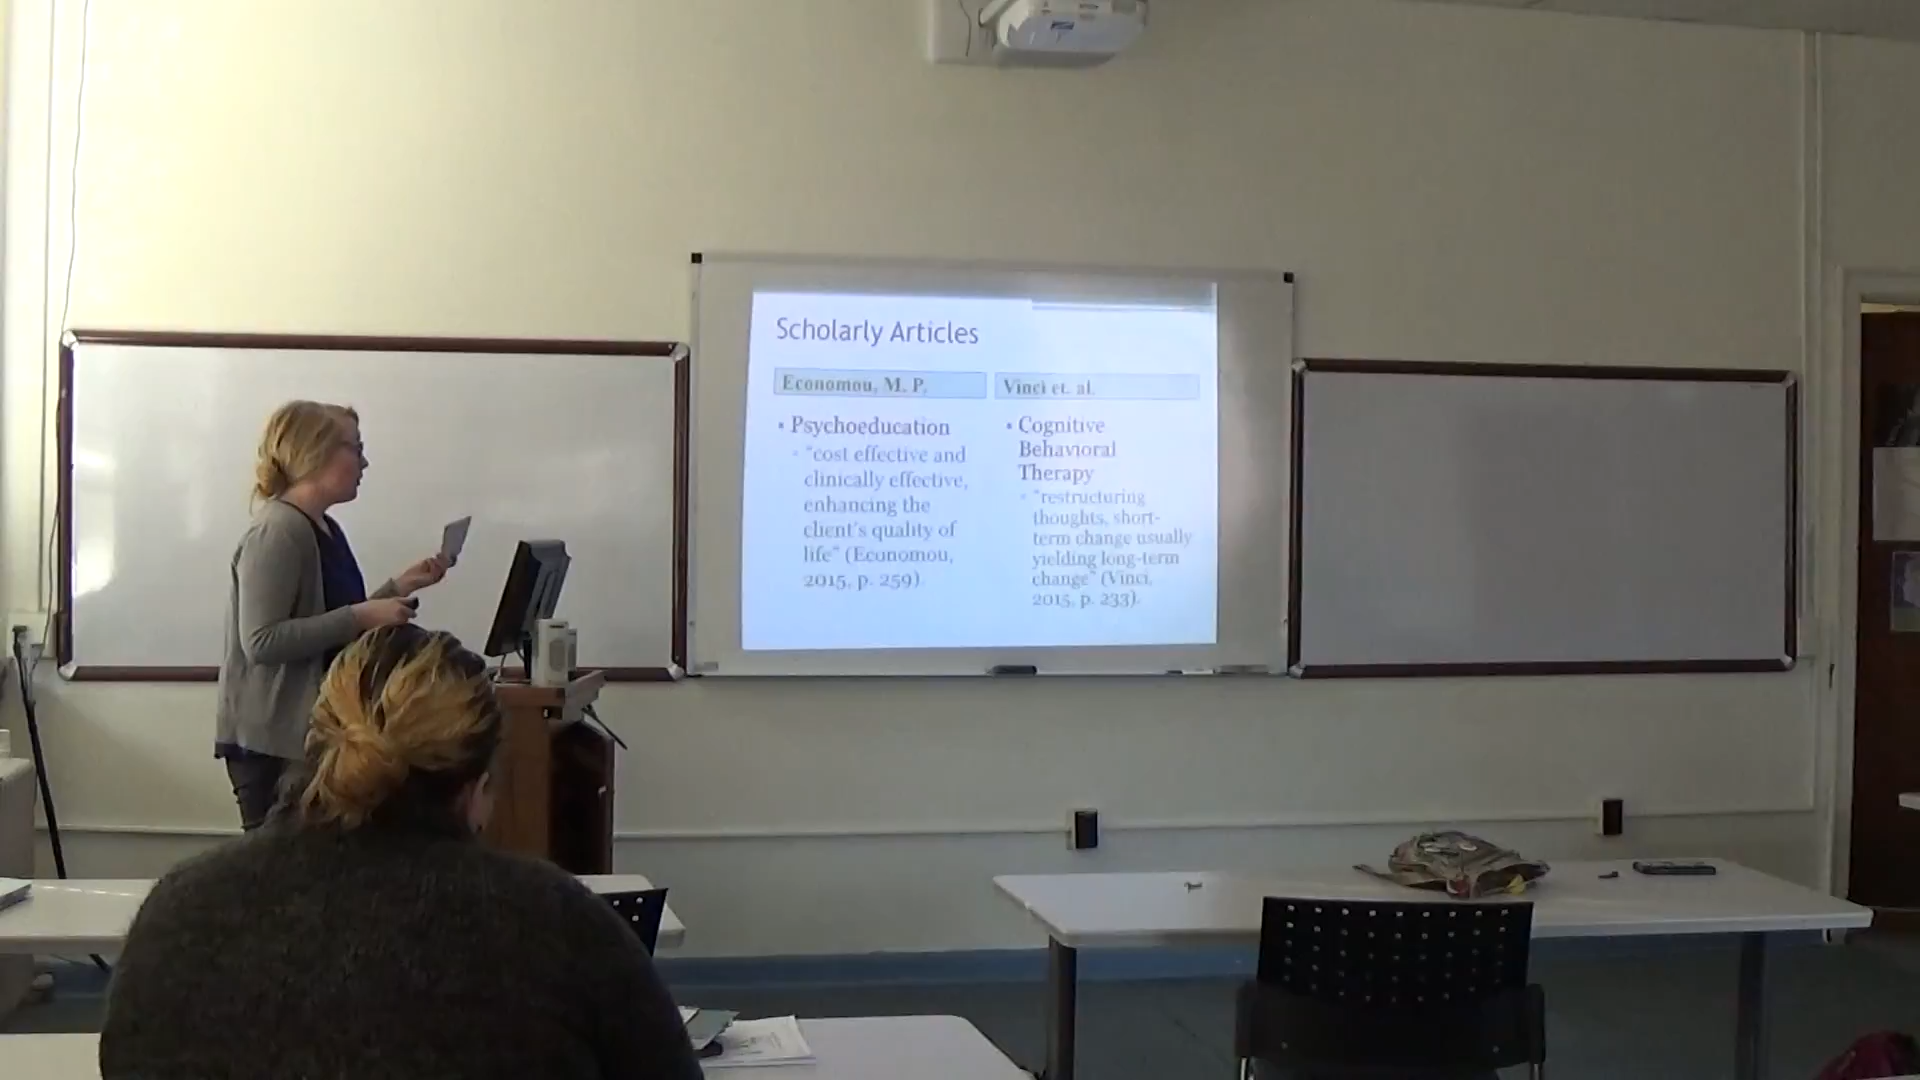 Scholarly Articles
Economou, M. P.
• Psychoeducation
◦ "cost effective and
clinically effective,
enhancing the
client's quality of
life" (Economou,
2015, p. 259).
Vinci et. al.
• Cognitive
Behavioral
Therapy
◦ "restructuring
thoughts, short-
term change usually
yielding long-term
change" (Vinci,
2015, p. 233).